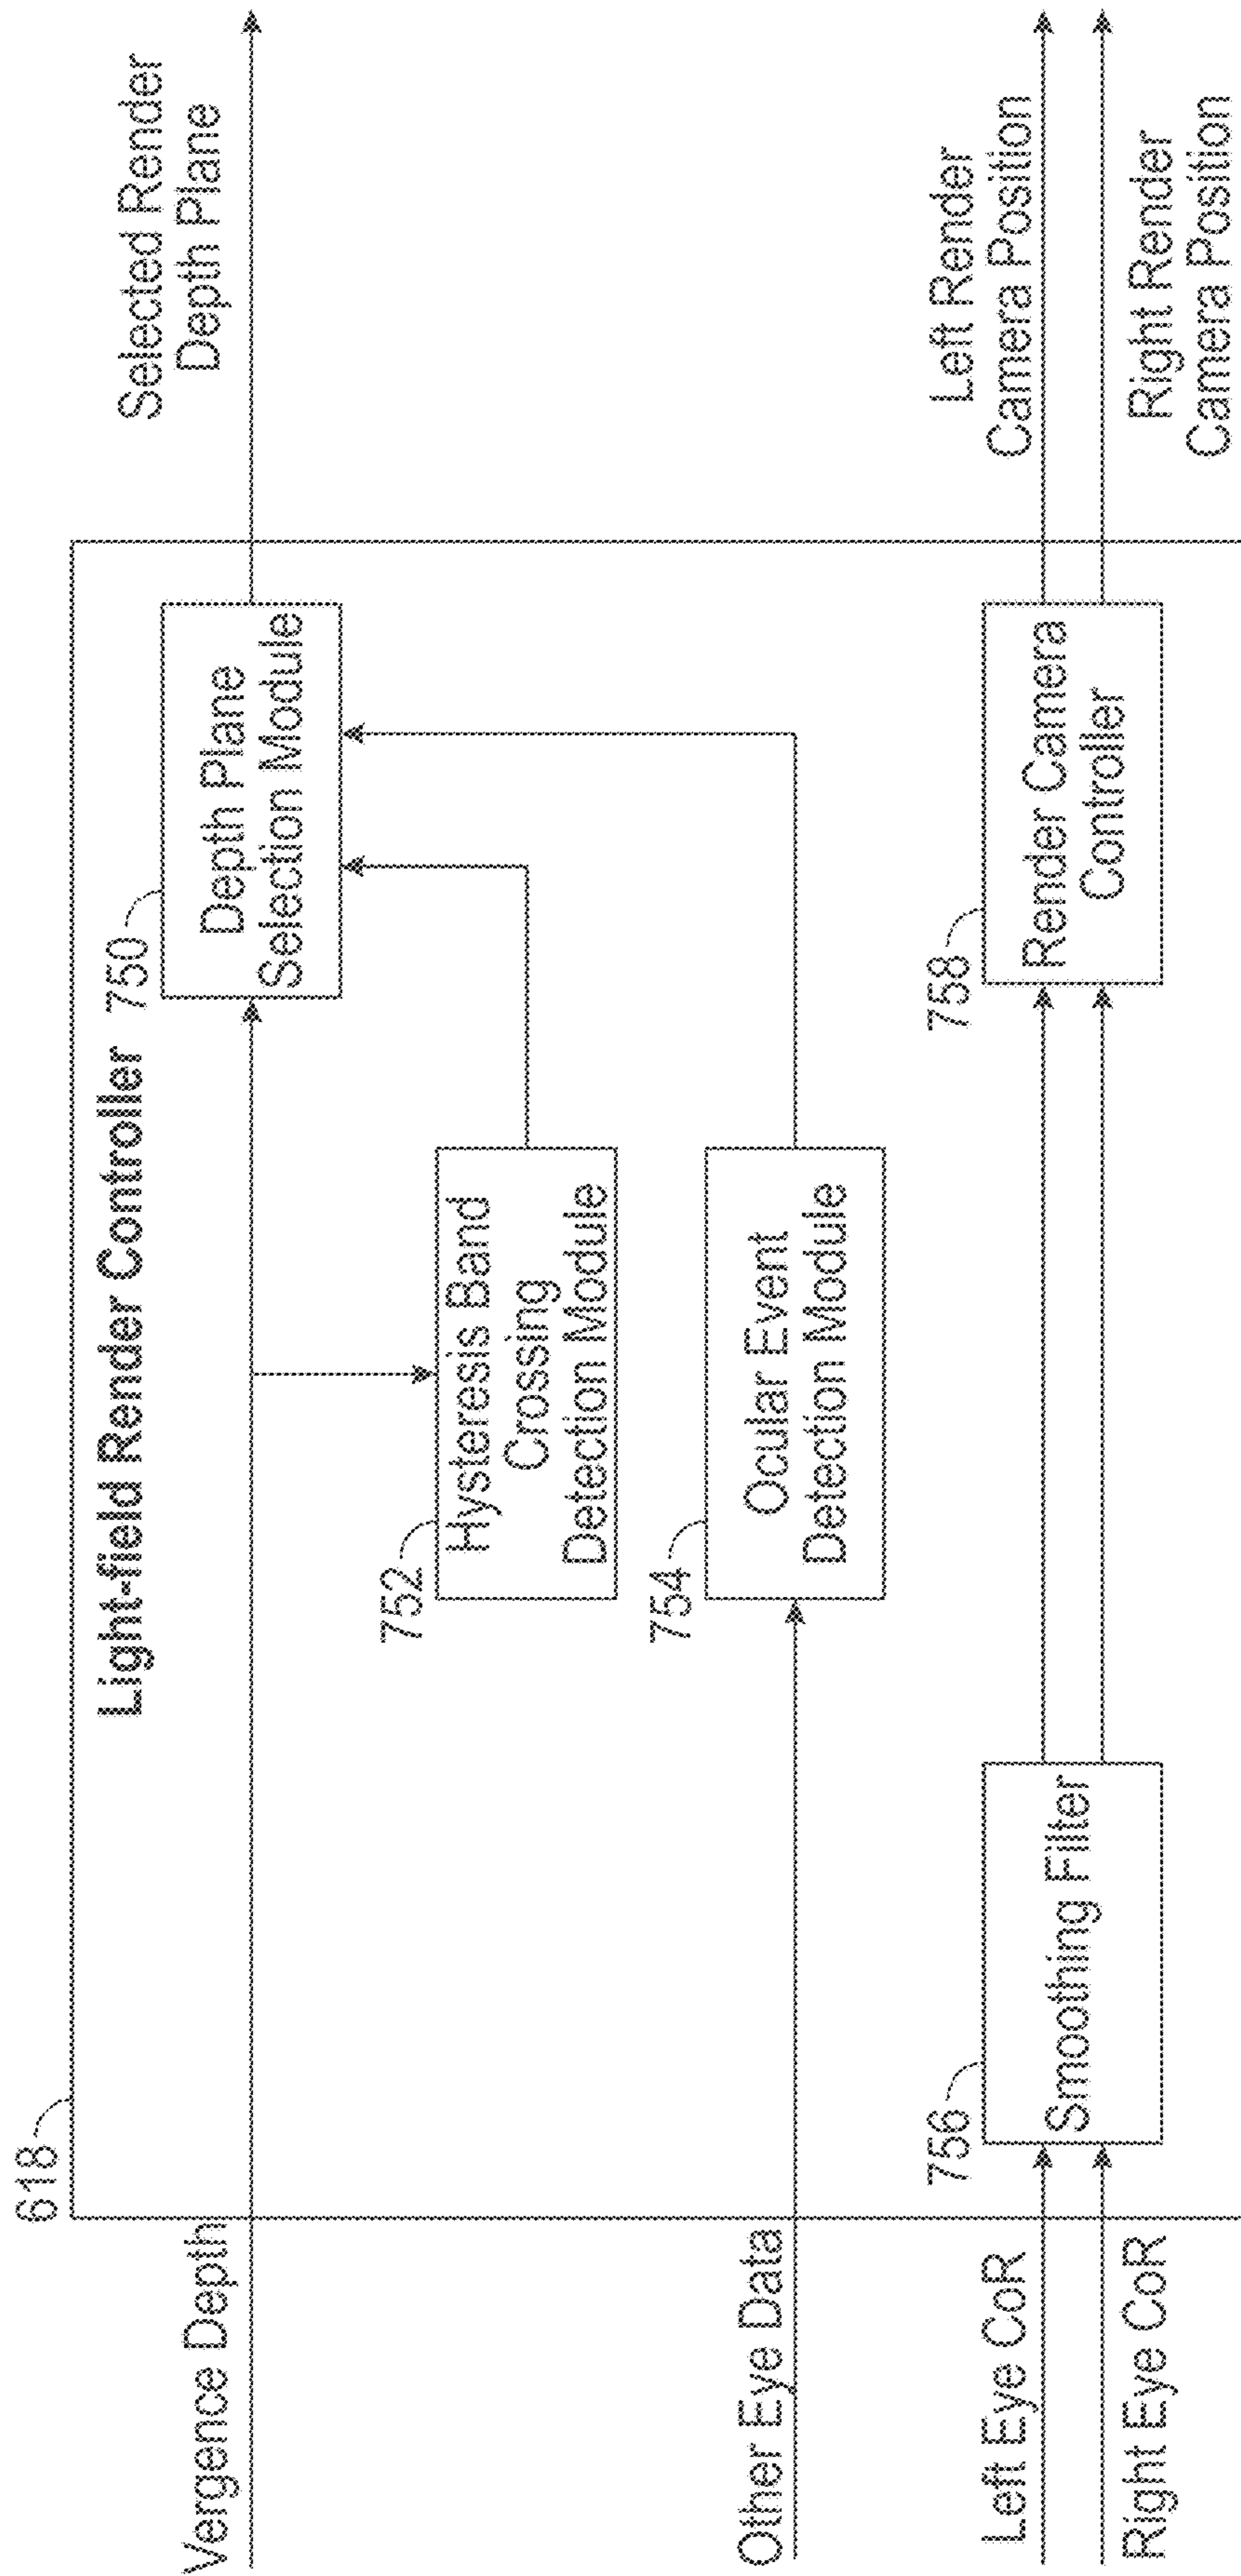 618
Light-field Render Controller
Vergence Depth
750
Depth Plane
Selection Module
Selected Render
Depth Plane
752
Hysteresis Band
Crossing
Detection Module
Other Eye Data
754
Ocular Event
Detection Module
Left Eye CoR
Right Eye CoR
756
Smoothing Filter
758
Render Camera
Controller
Left Render
Camera Position
Right Render
Camera Position